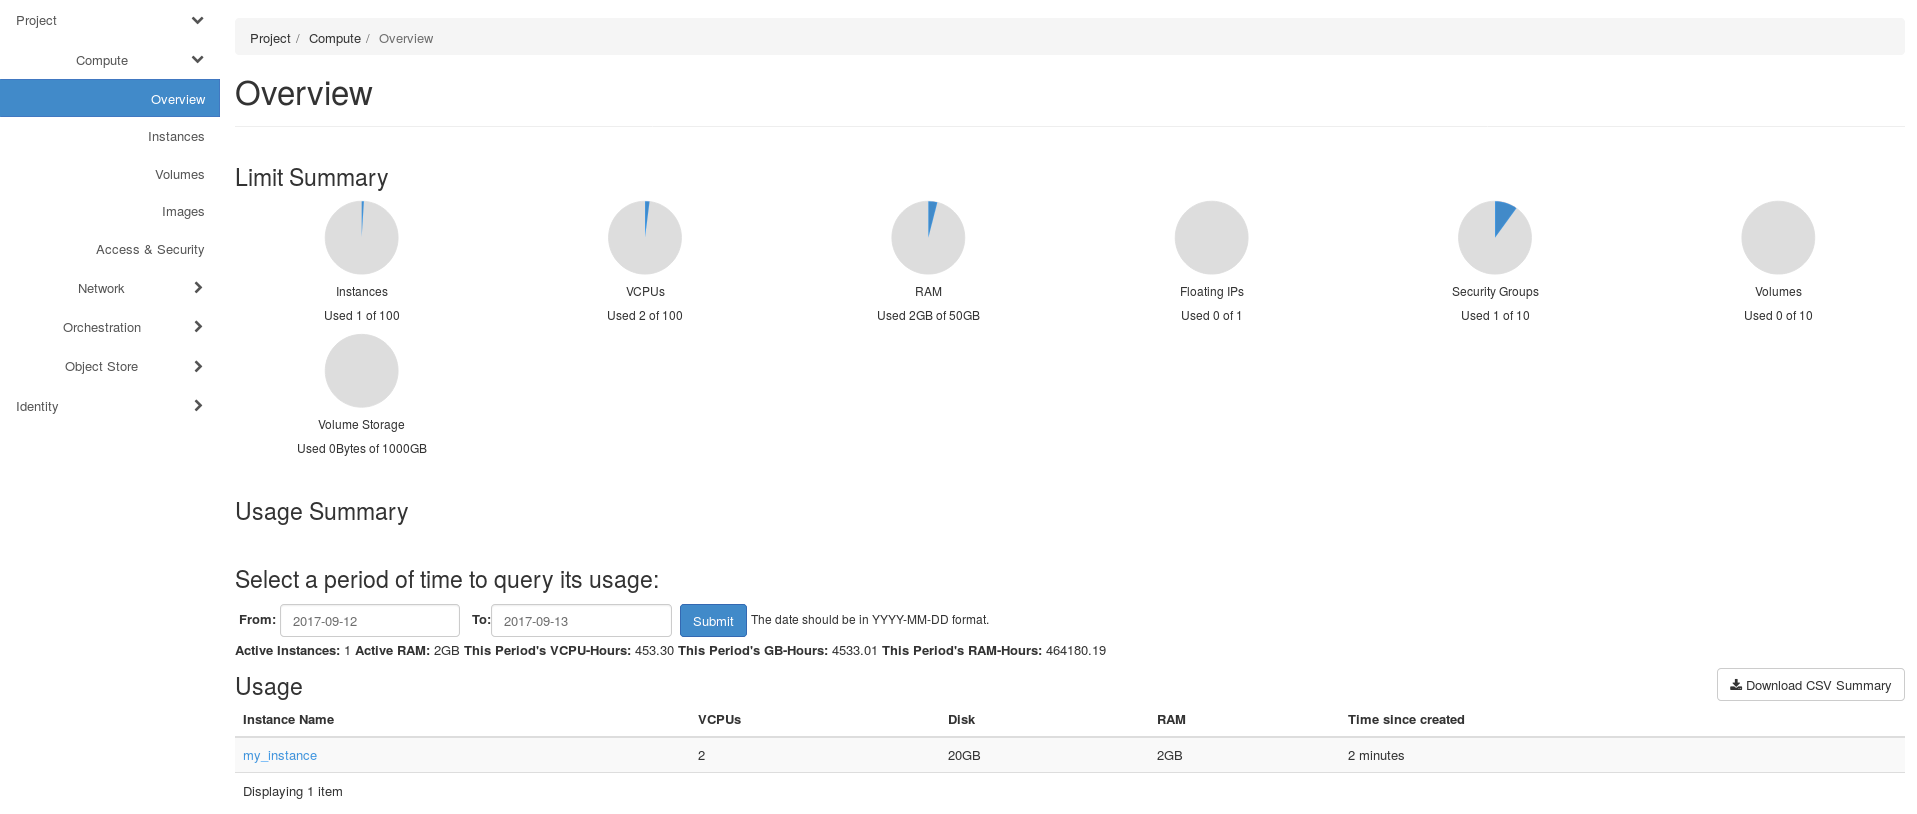 Project
Compute
Overview
Instances
Volumes
Images
Access & Security
Network
Orchestration
Object Store
Identity
Project / Compute / Overview
Overview
Limit Summary
Instances
Used 1 of 100
VCPUs
Used 2 of 100
RAM
Used 2GB of 50GB
Floating IPs
Used 0 of 1
Security Groups
Used 1 of 10
Volumes
Used 0 of 10
Volume Storage
Used 0Bytes of 1000GB
Usage Summary
Select a period of time to query its usage:
From: 2017-09-12 To: 2017-09-13 Submit The date should be in YYYY-MM-DD format.
Active Instances: 1 Active RAM: 2GB This Period's VCPU-Hours: 453.30 This Period's GB-Hours: 4533.01 This Period's RAM-Hours: 464180.19
Usage
Download CSV Summary
Instance Name VCPUs Disk RAM Time since created
my_instance 2 20GB 2GB 2 minutes
Displaying 1 item